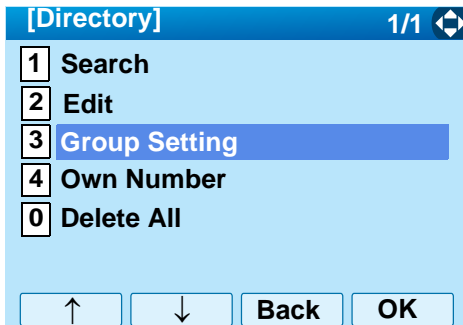 [Directory] 1/1
1 Search
2 Edit
3 Group Setting
4 Own Number
0 Delete All
↑ ↓ Back OK